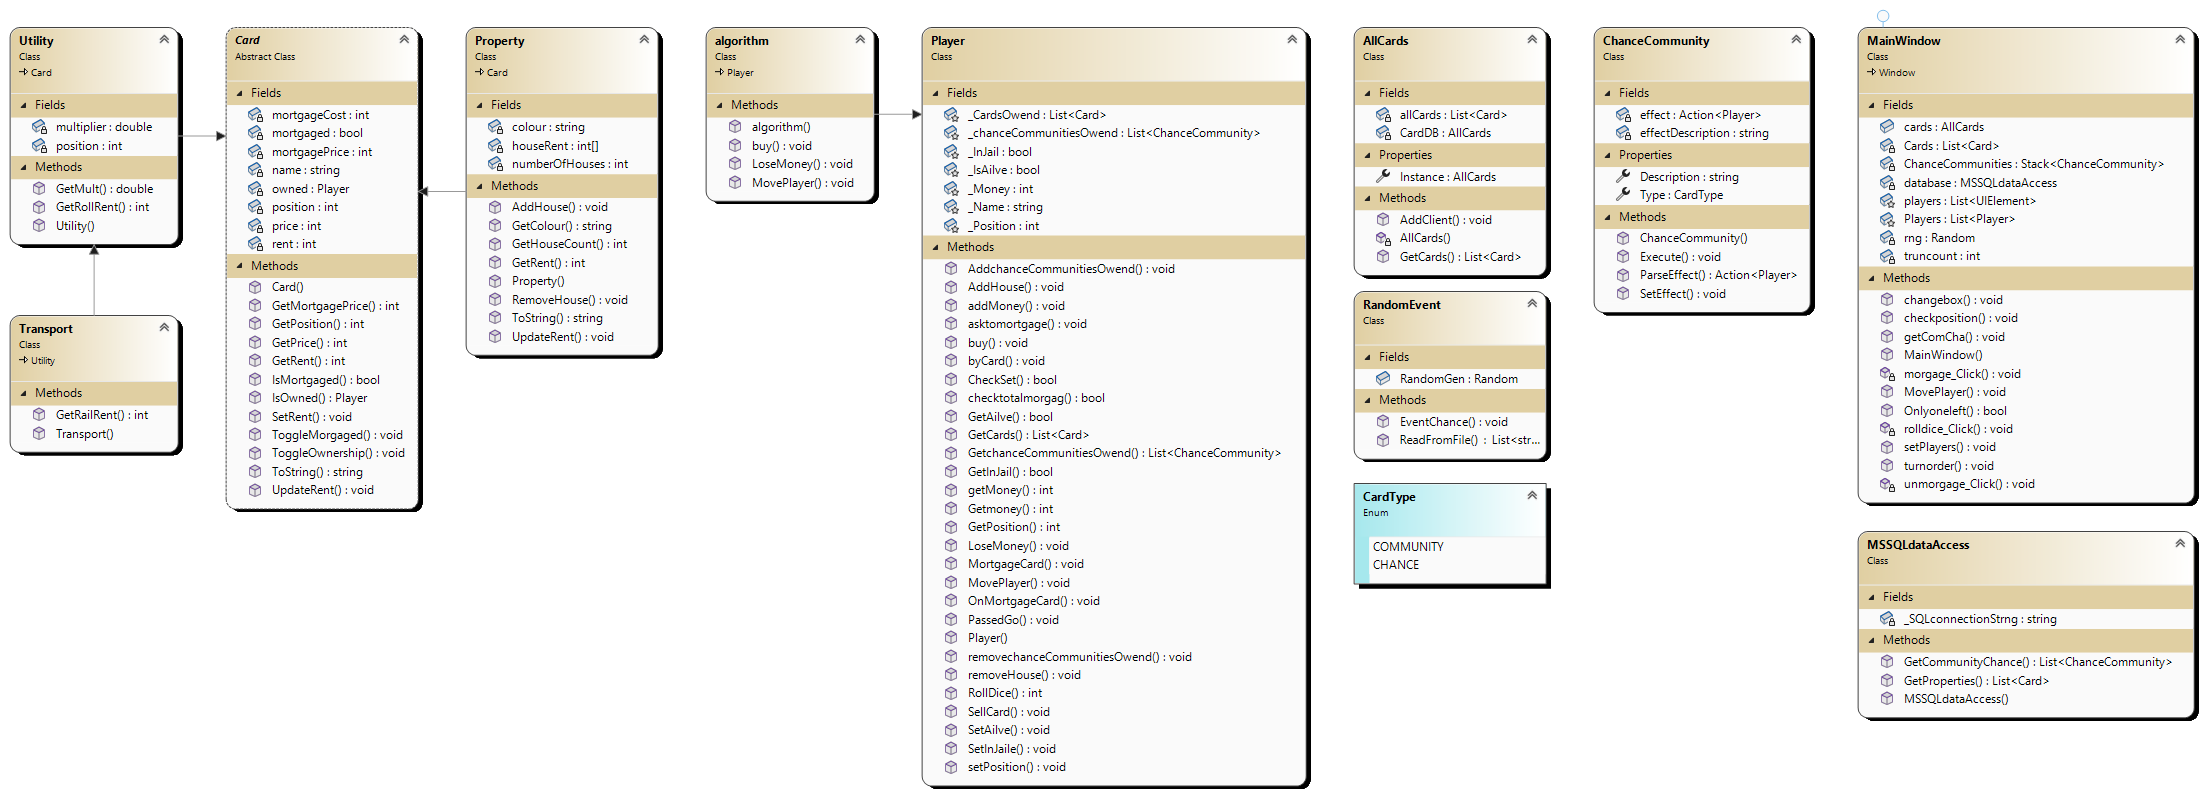 Utility
Class
Card
Fields
multiplier : double
position : int
Methods
GetMult() : double
GetRollRent() : int
Utility()
Transport
Class
Utility
Methods
GetRailRent() : int
Transport()
Card
Abstract Class
Fields
mortgageCost : int
mortgaged : bool
mortgagePrice : int
name : string
owned : Player
position : int
price : int
rent : int
Methods
Card()
GetMortgagePrice() : int
GetPosition() : int
GetPrice() : int
GetRent() : int
IsMortgaged() : bool
IsOwned() : Player
SetRent() : void
ToggleMorgaged() : void
ToggleOwnership() : void
ToString() : string
UpdateRent() : void
Property
Class
Card
Fields
colour : string
houseRent : int[]
numberOfHouses : int
Methods
AddHouse() : void
GetColour() : string
GetHouseCount() : int
GetRent() : int
Property()
RemoveHouse() : void
ToString() : string
UpdateRent() : void
algorithm
Class
Player
Methods
algorithm()
buy() : void
LoseMoney() : void
MovePlayer() : void
Player
Class
Fields
_CardsOwend : List<Card>
_chanceCommunitiesOwend : List<ChanceCommunity>
_InJail : bool
_IsAilve : bool
_Money : int
_Name : string
_Position : int
Methods
AddchanceCommunitiesOwend() : void
AddHouse() : void
addMoney() : void
asktomortgage() : void
buy() : void
byCard() : void
CheckSet() : bool
checktotalmorgag() : bool
GetAilve() : bool
GetCards() : List<Card>
GetchanceCommunitiesOwend() : List<ChanceCommunity>
GetInJail() : bool
getMoney() : int
Getmoney() : int
GetPosition() : int
LoseMoney() : void
MortgageCard() : void
MovePlayer() : void
OnMortgageCard() : void
PassedGo() : void
Player()
removechanceCommunitiesOwend() : void
removeHouse() : void
RollDice() : int
SellCard() : void
SetAilve() : void
SetInJaile() : void
setPosition() : void
AllCards
Class
Fields
allCards : List<Card>
CardDB : AllCards
Properties
Instance : AllCards
Methods
AddClient() : void
AllCards()
GetCards() : List<Card>
RandomEvent
Class
Fields
RandomGen : Random
Methods
EventChance() : void
ReadFromFile() : List<str...
CardType
Enum
COMMUNITY
CHANCE
ChanceCommunity
Class
Fields
effect : Action<Player>
effectDescription : string
Properties
Description : string
Type : CardType
Methods
ChanceCommunity()
Execute() : void
ParseEffect() : Action<Player>
SetEffect() : void
MainWindow
Class
Window
Fields
cards : AllCards
Cards : List<Card>
ChanceCommunities : Stack<ChanceCommunity>
database : MSSQLdataAccess
players : List<UIElement>
Players : List<Player>
rng : Random
truncount : int
Methods
changebox() : void
checkposition() : void
getComCha() : void
MainWindow()
morgage_Click() : void
MovePlayer() : void
Onlyoneleft() : bool
rolldice_Click() : void
setPlayers() : void
turnorder() : void
unmorgage_Click() : void
MSSQLdataAccess
Class
Fields
_SQLconnectionStrng : string
Methods
GetCommunityChance() : List<ChanceCommunity>
GetProperties() : List<Card>
MSSQLdataAccess()